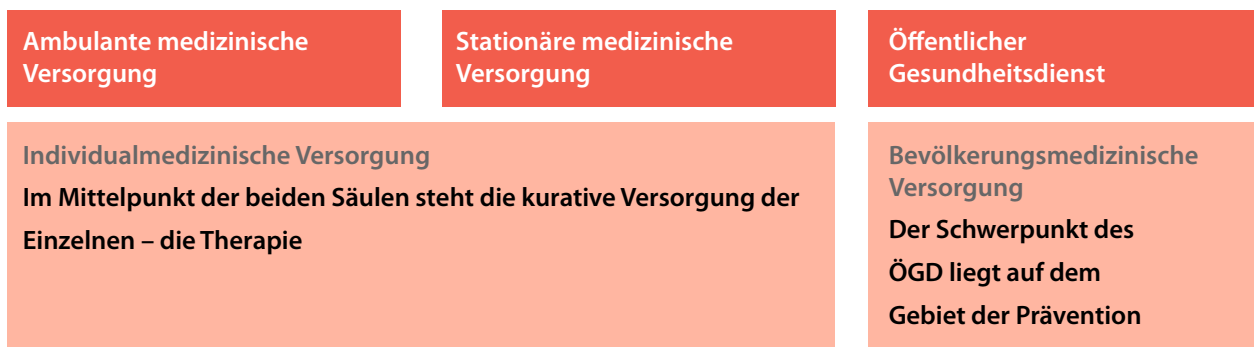 Ambulante medizinische
Versorgung
Stationäre medizinische
Versorgung
Öffentlicher
Gesundheitsdienst
Individualmedizinische Versorgung
Im Mittelpunkt der beiden Säulen steht die kurative Versorgung der
Einzelnen – die Therapie
Bevölkerungsmedizinische
Versorgung
Der Schwerpunkt des
ÖGD liegt auf dem
Gebiet der Prävention